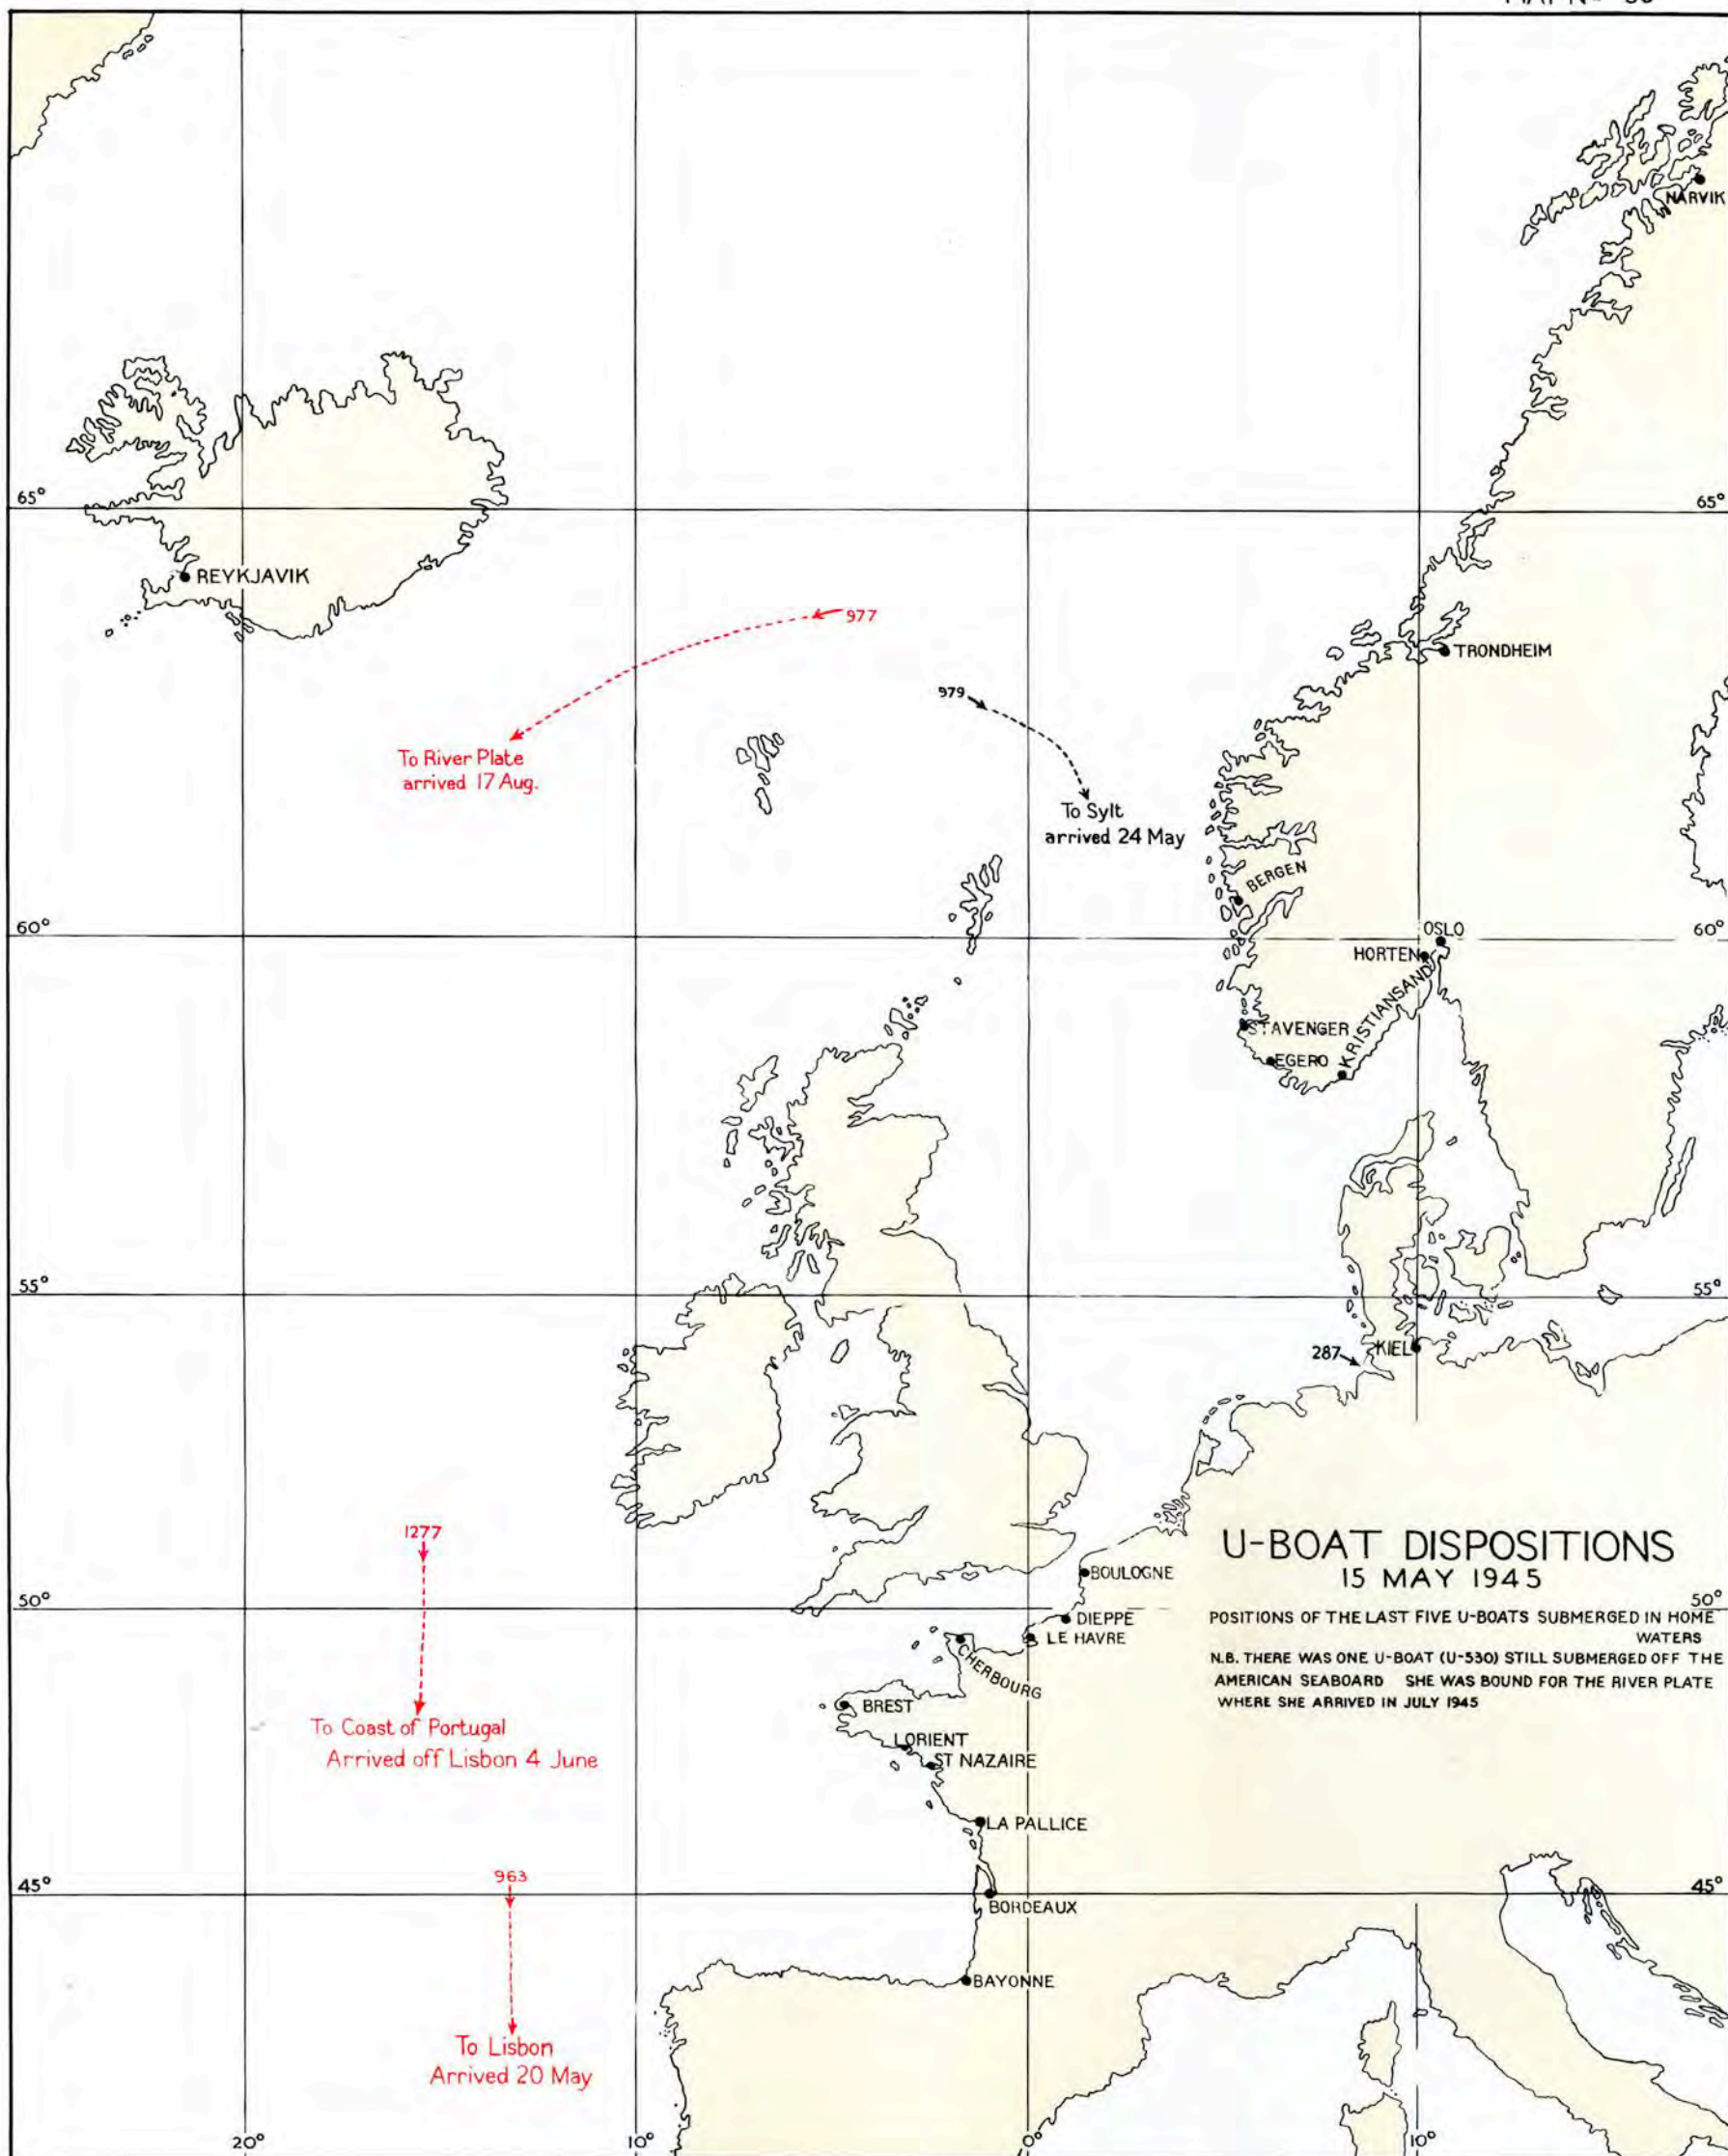 NARVIK
65°
65°
REYKJAVIK
977
TRONDHEIM
979
To River Plate
arrived 17 Aug.
To Sylt
arrived 24 May
BERGEN
60°
60°
OSLO
HORTEN
KRISTIANSAND
STAVENGER
EGERO
55°
55°
KIEL
287
1277
U-BOAT DISPOSITIONS
15 MAY 1945
BOULOGNE
50°
50°
POSITIONS OF THE LAST FIVE U-BOATS SUBMERGED IN HOME
WATERS
DIEPPE
LE HAVRE
N.B. THERE WAS ONE U-BOAT (U-530) STILL SUBMERGED OFF THE
AMERICAN SEABOARD SHE WAS BOUND FOR THE RIVER PLATE
WHERE SHE ARRIVED IN JULY 1945
CHERBOURG
BREST
To Coast of Portugal
Arrived off Lisbon 4 June
LORIENT
ST NAZAIRE
LA PALLICE
963
45°
45°
BORDEAUX
BAYONNE
To Lisbon
Arrived 20 May
20°
10°
0°
10°